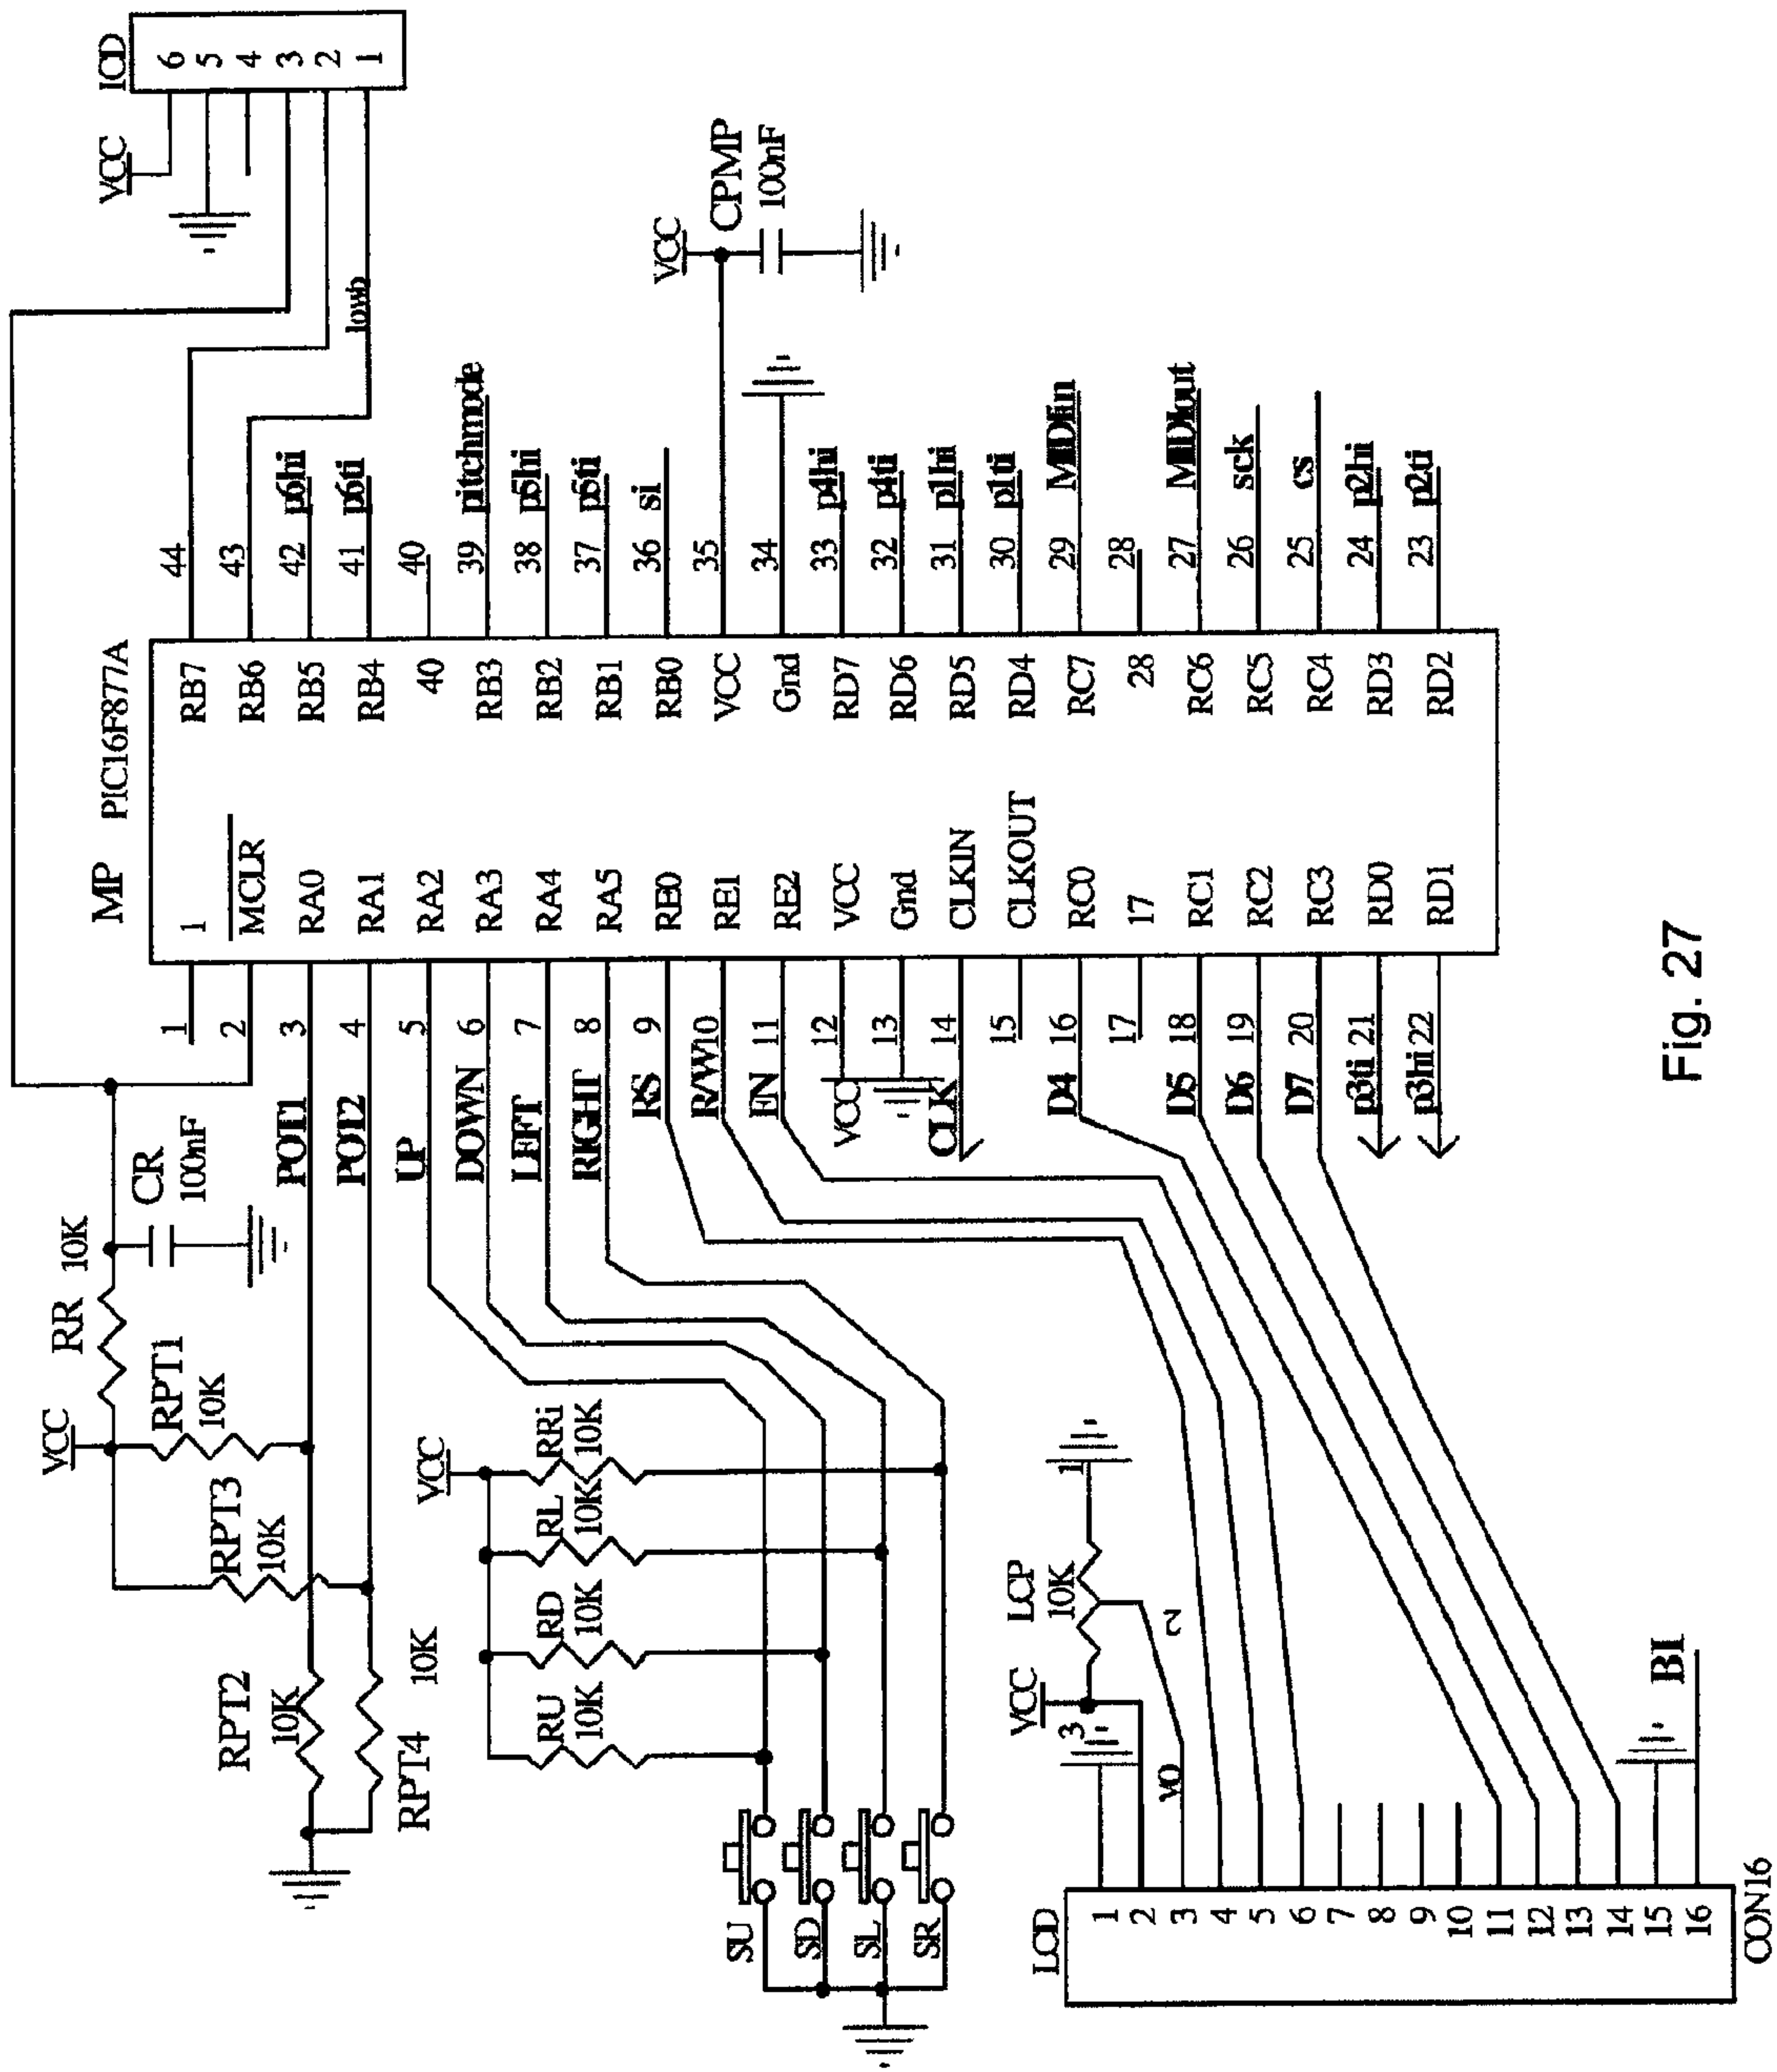 ICD
VCC
6
5
4
3
2
1
lowb
VCC
CPMP
100nF
MP
PIC16F877A
44
43
42 p6hi
41 p6ti
40
39 pitchmode
38 p5hi
37 p5ti
36 si
35
34
33 p4hi
32 p4ti
31 p1hi
30 p1ti
29 MIDIin
28
27 MIDIout
26 sck
25 cs
24 p2hi
23 p2ti
RB7
RB6
RB5
RB4
40
RB3
RB2
RB1
RB0
VCC
Gnd
RD7
RD6
RD5
RD4
RC7
28
RC6
RC5
RC4
RD3
RD2
1
MCLR
RA0
RA1
RA2
RA3
RA4
RA5
RE0
RE1
RE2
VCC
Gnd
CLKIN
CLKOUT
RC0
17
RC1
RC2
RC3
RD0
RD1
1
2
POT1 3
POT2 4
UP 5
DOWN 6
LEFT 7
RIGHT 8
RS 9
R/W10
EN 11
12
VCC
13
CLK 14
15
D4 16
17
D5 18
D6 19
D7 20
p3ti 21
p3hi 22
CR
100nF
RR
10K
VCC
RPT1
10K
RPT3
10K
RPT2
10K
RPT4
10K
VCC
RU
10K
RD
10K
RL
10K
RRi
10K
SU
SD
SL
SR
VCC
LCP
10K
1
2
3
V0
BI
LCD
1
2
3
4
5
6
7
8
9
10
11
12
13
14
15
16
CON16
Fig. 27